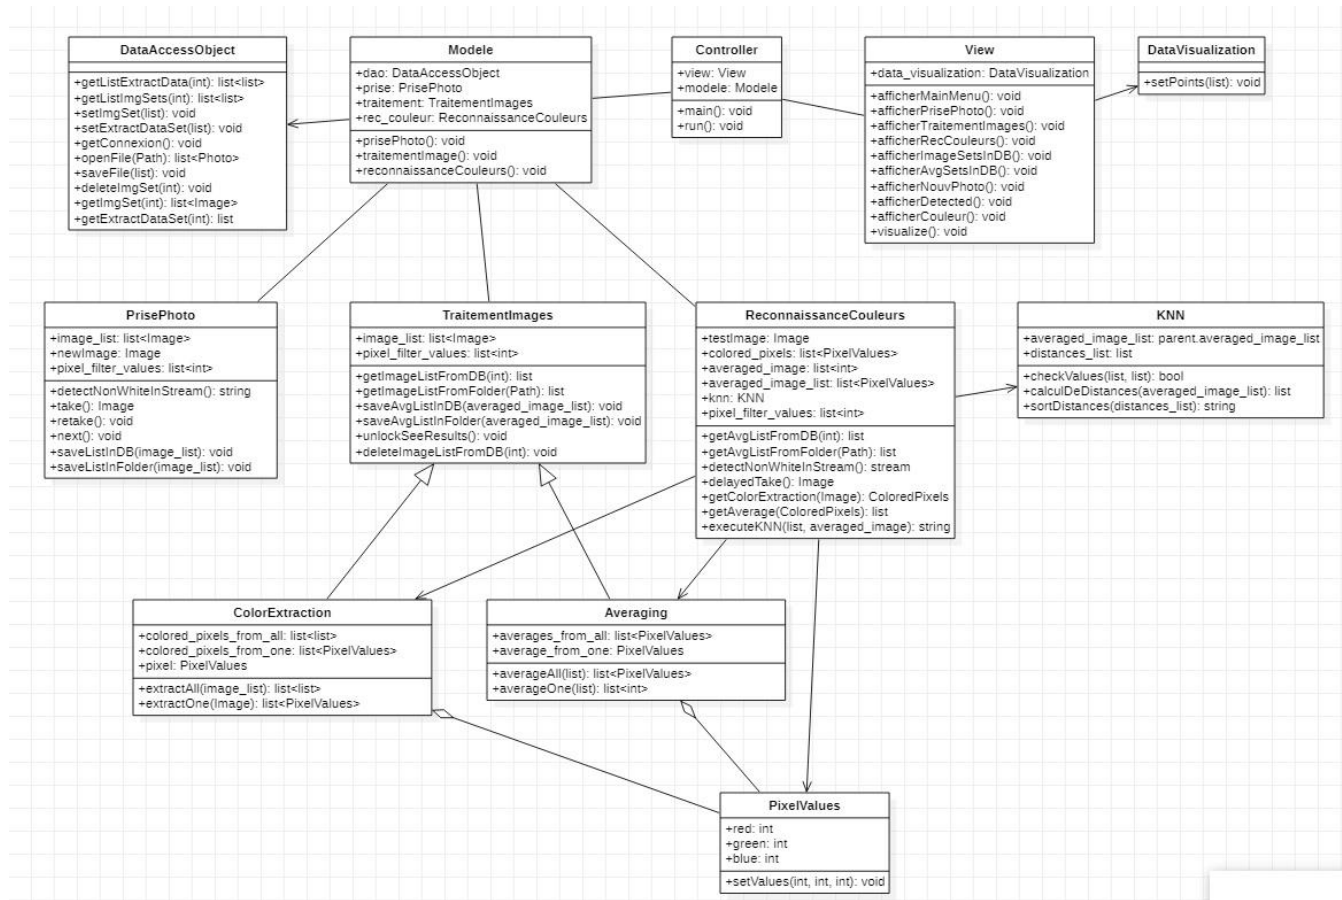 DataAccessObject
+getListExtractData(int): list<list>
+getListImgSets(int): list<list>
+setImgSet(list): void
+setExtractDataSet(list): void
+getConnexion(): void
+openFile(Path): list<Photo>
+saveFile(list): void
+deleteImgSet(int): void
+getImgSet(int): list<Image>
+getExtractDataSet(int): list
Modele
+dao: DataAccessObject
+prise: PrisePhoto
+traitement: TraitementImages
+rec_couleur: ReconnaissanceCouleurs
+prisePhoto(): void
+traitementImage(): void
+reconnaissanceCouleurs(): void
Controller
+view: View
+modele: Modele
+main(): void
+run(): void
View
+data_visualization: DataVisualization
+afficherMainMenu(): void
+afficherPrisePhoto(): void
+afficherTraitementImages(): void
+afficherRecCouleurs(): void
+afficherImageSetsInDB(): void
+afficherAvgSetsInDB(): void
+afficherNouvPhoto(): void
+afficherDetected(): void
+afficherCouleur(): void
+visualize(): void
DataVisualization
+setPoints(list): void
PrisePhoto
+image_list: list<Image>
+newImage: Image
+pixel_filter_values: list<int>
+detectNonWhiteInStream(): string
+take(): Image
+retake(): void
+next(): void
+saveListInDB(image_list): void
+saveListInFolder(image_list): void
TraitementImages
+image_list: list<Image>
+pixel_filter_values: list<int>
+getImageListFromDB(int): list
+getImageListFromFolder(Path): list
+saveAvgListInDB(averaged_image_list): void
+saveAvgListInFolder(averaged_image_list): void
+unlockSeeResults(): void
+deleteImageListFromDB(int): void
ReconnaissanceCouleurs
+testImage: Image
+colored_pixels: list<PixelValues>
+averaged_image: list<int>
+averaged_image_list: list<PixelValues>
+knn: KNN
+pixel_filter_values: list<int>
+getAvgListFromDB(int): list
+getAvgListFromFolder(Path): list
+detectNonWhiteInStream(): stream
+delayedTake(): Image
+getColorExtraction(Image): ColoredPixels
+getAverage(ColoredPixels): list
+executeKNN(list, averaged_image): string
KNN
+averaged_image_list: parent.averaged_image_list
+distances_list: list
+checkValues(list, list): bool
+calculDeDistances(averaged_image_list): list
+sortDistances(distances_list): string
ColorExtraction
+colored_pixels_from_all: list<list>
+colored_pixels_from_one: list<PixelValues>
+pixel: PixelValues
+extractAll(image_list): list<list>
+extractOne(Image): list<PixelValues>
Averaging
+averages_from_all: list<PixelValues>
+average_from_one: PixelValues
+averageAll(list): list<PixelValues>
+averageOne(list): list<int>
PixelValues
+red: int
+green: int
+blue: int
+setValues(int, int, int): void